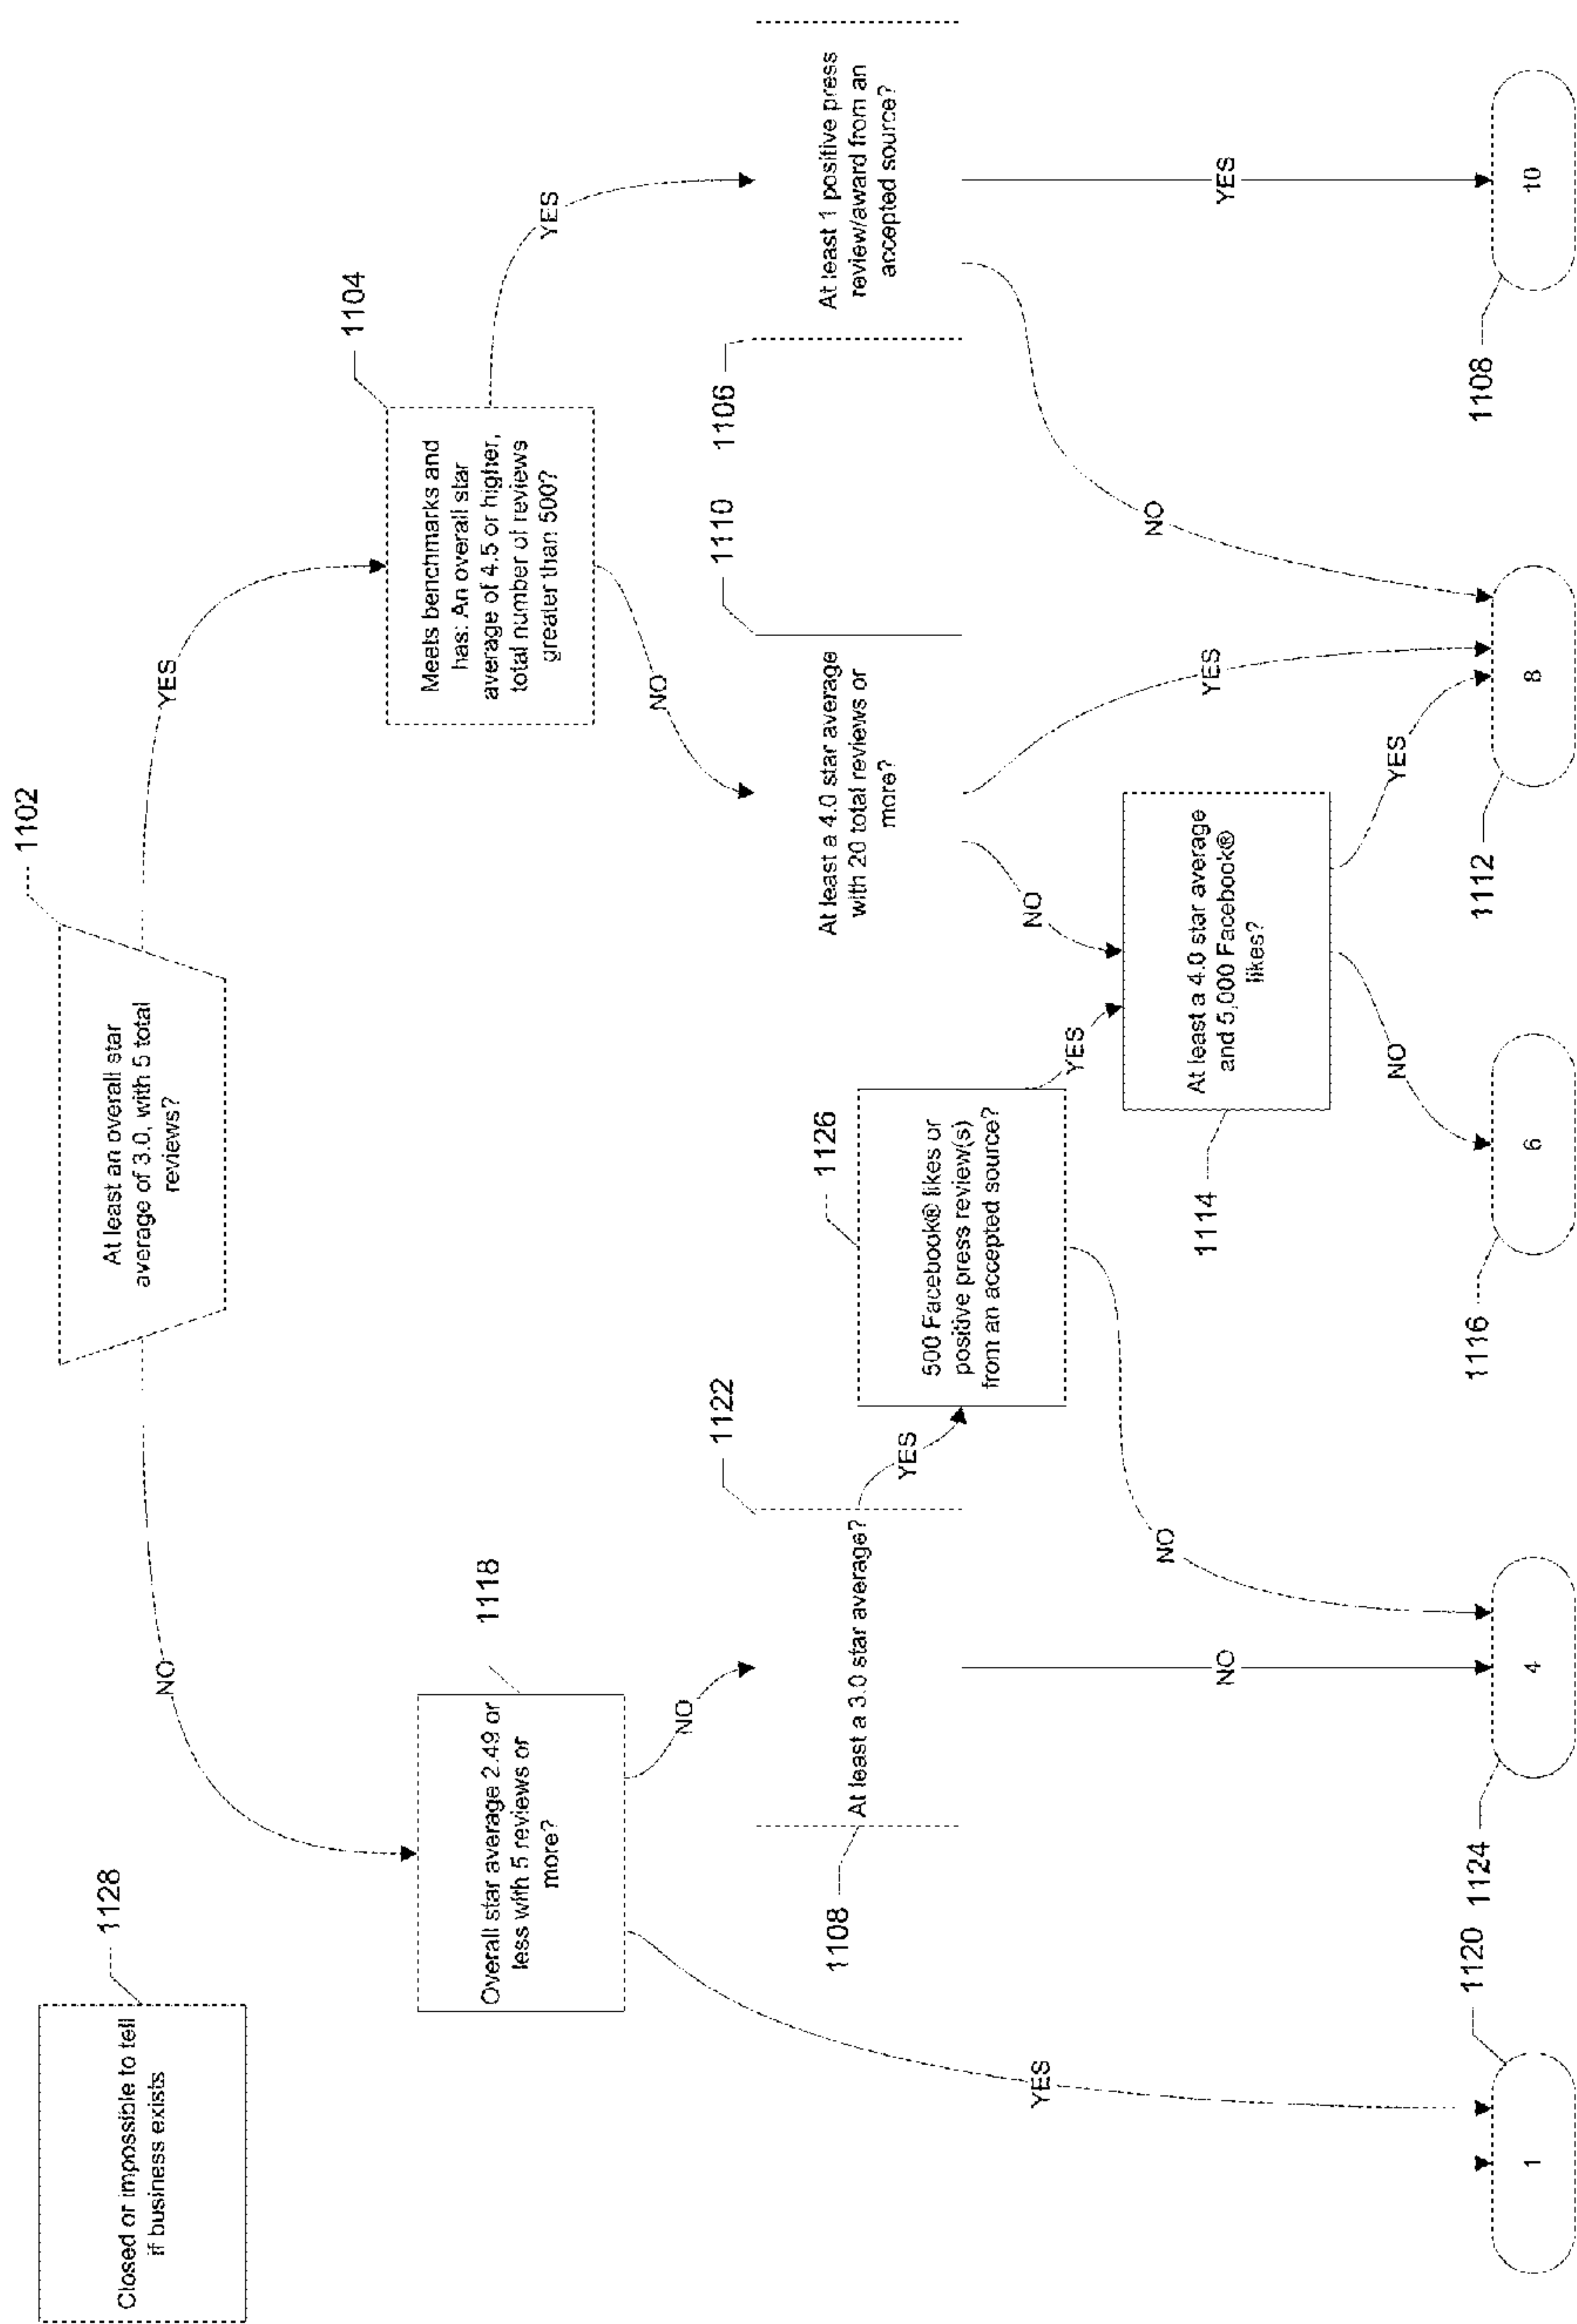 1128
Closed or impossible to tell
if business exists
1102
At least an overall star
average of 3.0, with 5 total
reviews?
NO
YES
1118
Overall star average 2.49 or
less with 5 reviews or
more?
1104
Meets benchmarks and
has: An overall star
average of 4.5 or higher,
total number of reviews
greater than 500?
NO
NO
YES
1108
At least a 3.0 star average?
1122
YES
1126
500 Facebook® likes or
positive press review(s)
from an accepted source?
1110
At least a 4.0 star average
with 20 total reviews or
more?
1106
At least 1 positive press
review/award from an
accepted source?
YES
NO
YES
NO
NO
YES
NO
YES
1114
At least a 4.0 star average
and 5,000 Facebook®
likes?
NO
YES
1120
1
1124
4
1116
6
1112
8
1108
10